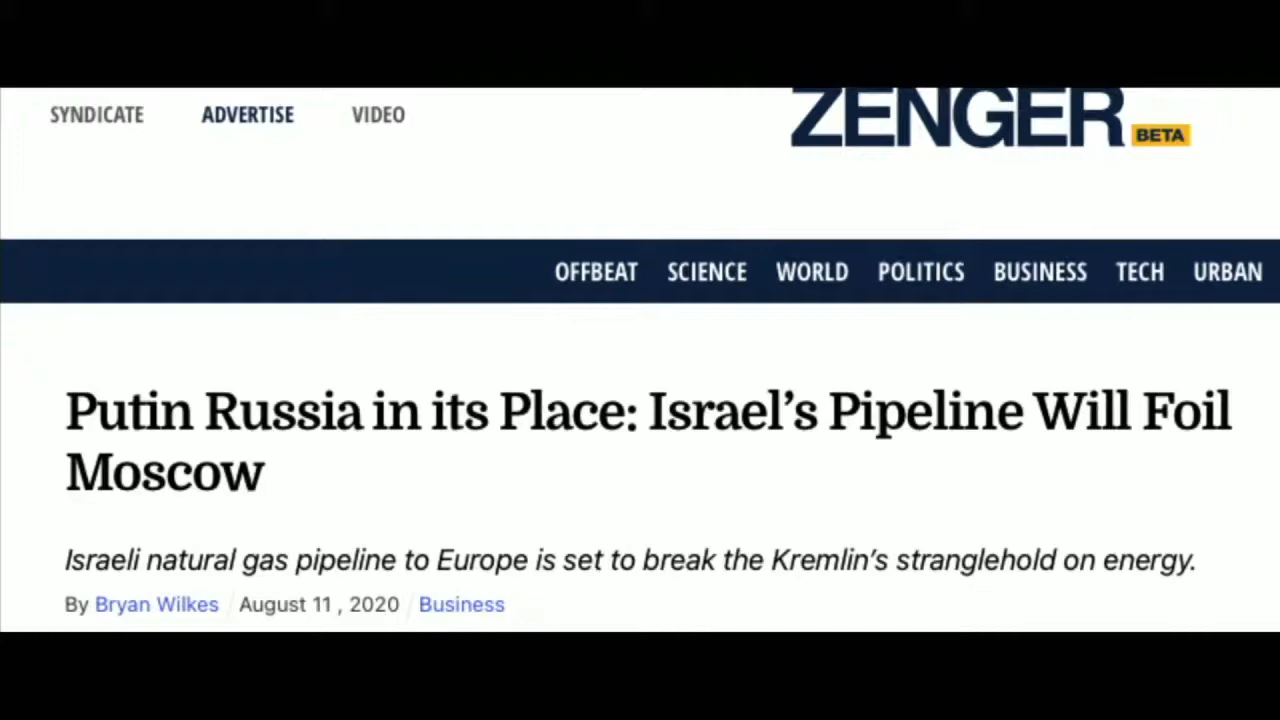 SYNDICATE ADVERTISE VIDEO ZENGER BETA
OFFBEAT SCIENCE WORLD POLITICS BUSINESS TECH URBAN
Putin Russia in its Place: Israel’s Pipeline Will Foil
Moscow
Israeli natural gas pipeline to Europe is set to break the Kremlin’s stranglehold on energy.
By Bryan Wilkes August 11 , 2020 Business